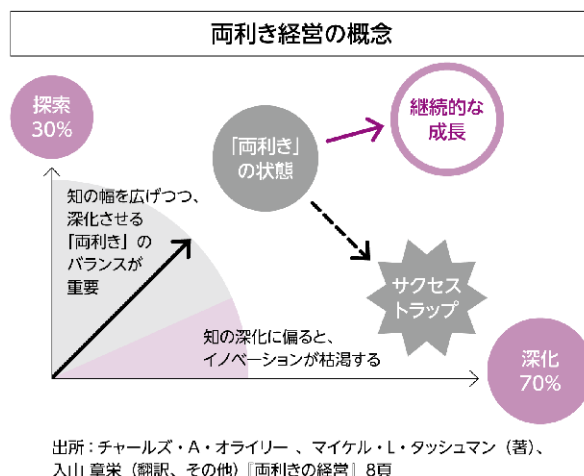 両利き経営の概念
探索
30%
継続的な
成長
「両利き」
の状態
知の幅を広げつつ、
深化させる
「両利き」の
バランスが
重要
サクセス
トラップ
知の深化に偏ると、
イノベーションが枯渇する
深化
70%
出所：チャールズ・A・オライリー 、マイケル・L・タッシュマン（著）、
入山 章栄（翻訳、その他）『両利きの経営』8頁